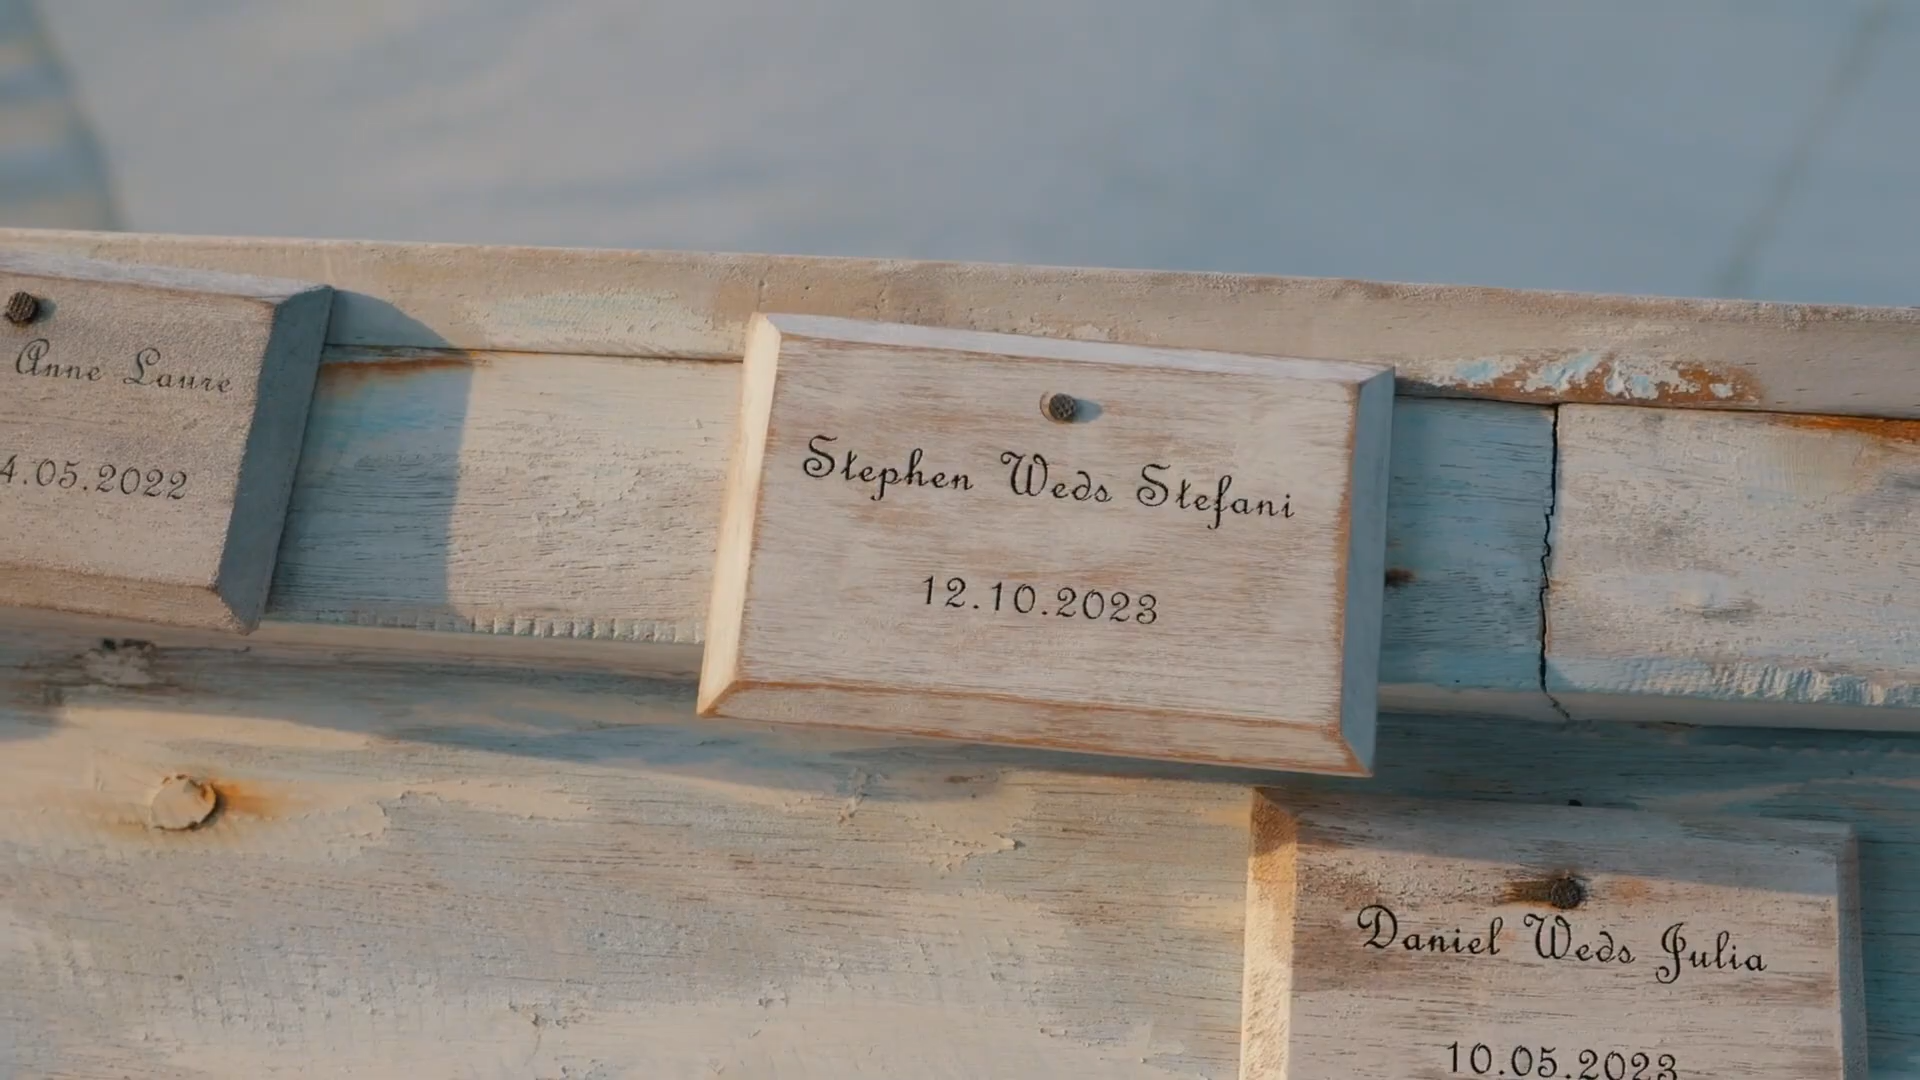 Anne Laure
4.05.2022
Stephen Weds Stefani
12.10.2023
Daniel Weds Julia
10.05.2023